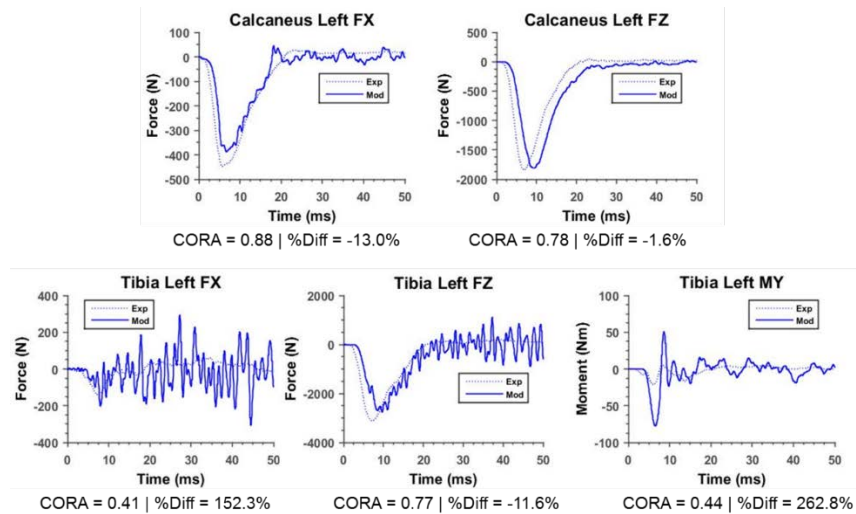 Calcaneus Left FX
Calcaneus Left FZ
100
0
-100
-200
-300
-400
-500
Force (N)
Exp
Mod
0 10 20 30 40 50
Time (ms)
500
0
-500
-1000
-1500
-2000
Force (N)
Exp
Mod
0 10 20 30 40 50
Time (ms)
CORA = 0.88 | %Diff = -13.0%
CORA = 0.78 | %Diff = -1.6%
Tibia Left FX
Tibia Left FZ
Tibia Left MY
400
200
0
-200
-400
Force (N)
Exp
Mod
0 10 20 30 40 50
Time (ms)
2000
0
-2000
-4000
Force (N)
Exp
Mod
0 10 20 30 40 50
Time (ms)
100
50
0
-50
-100
Moment (Nm)
Exp
Mod
0 10 20 30 40 50
Time (ms)
CORA = 0.41 | %Diff = 152.3%
CORA = 0.77 | %Diff = -11.6%
CORA = 0.44 | %Diff = 262.8%